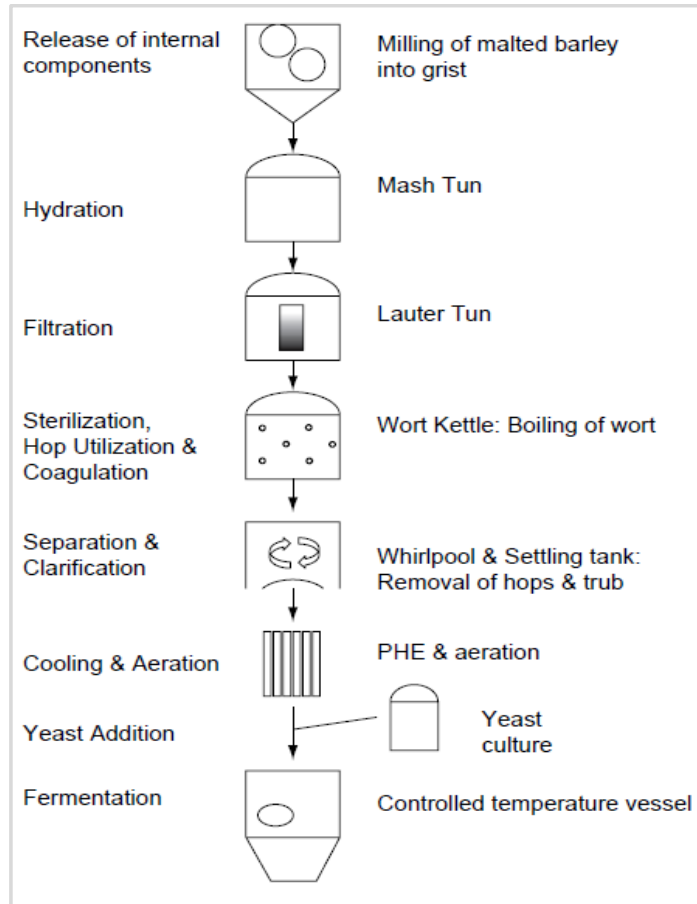 Release of internal
components
Milling of malted barley
into grist
Hydration
Mash Tun
Filtration
Lauter Tun
Sterilization,
Hop Utilization &
Coagulation
Wort Kettle: Boiling of wort
Separation &
Clarification
Whirlpool & Settling tank:
Removal of hops & trub
Cooling & Aeration
PHE & aeration
Yeast Addition
Yeast
culture
Fermentation
Controlled temperature vessel